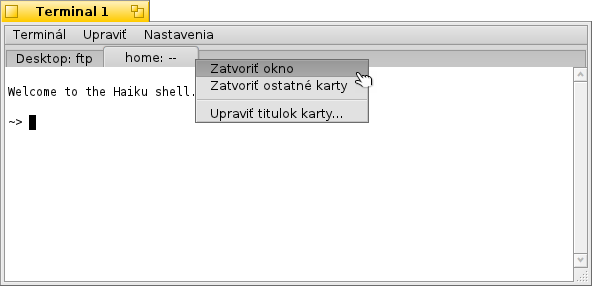 Terminal 1
Terminál Upraviť Nastavenia
Desktop: ftp home: --
Zatvoriť okno
Zatvoriť ostatné karty
Upraviť titulok karty...
Welcome to the Haiku shell.
~>